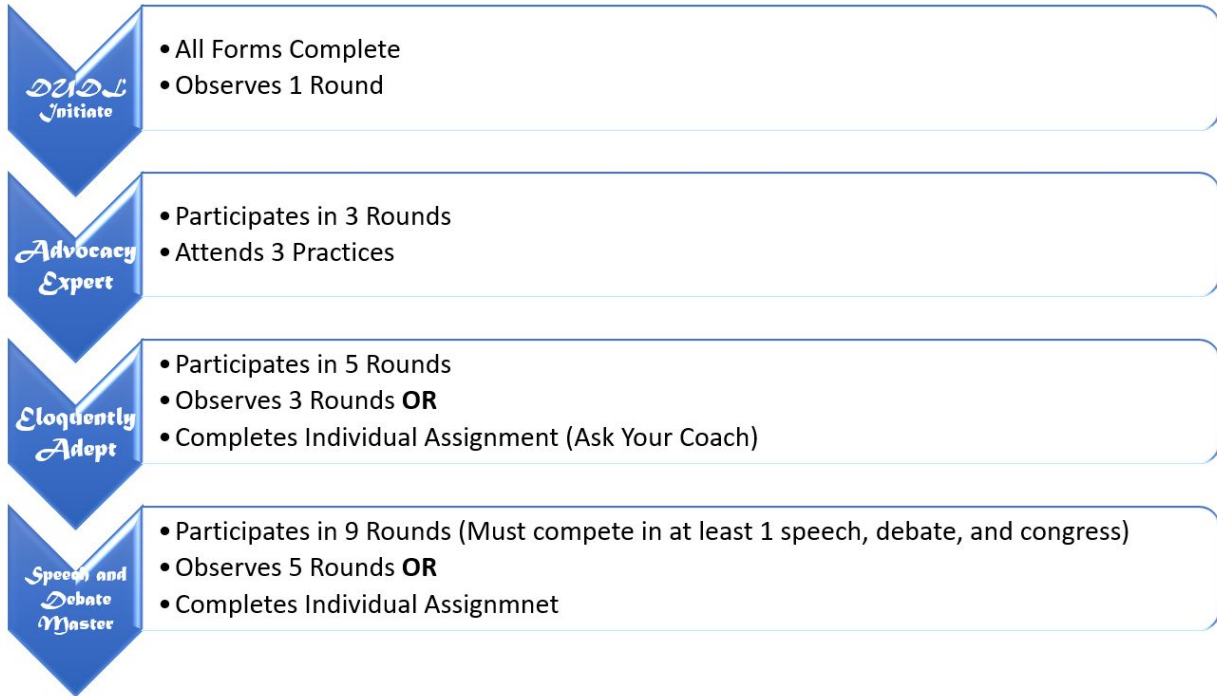 DUDL
Initiate
• All Forms Complete
• Observes 1 Round
Advocacy
Expert
• Participates in 3 Rounds
• Attends 3 Practices
Eloquently
Adept
• Participates in 5 Rounds
• Observes 3 Rounds OR
• Completes Individual Assignment (Ask Your Coach)
Speech and
Debate
Master
• Participates in 9 Rounds (Must compete in at least 1 speech, debate, and congress)
• Observes 5 Rounds OR
• Completes Individual Assignmnet